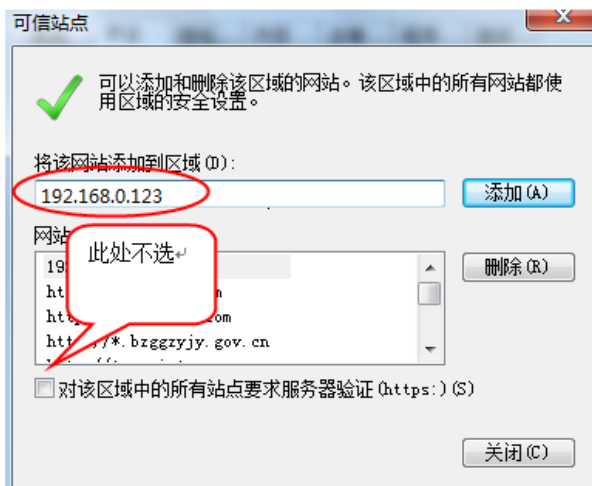 可信站点
可以添加和删除该区域的网站。该区域中的所有网站都使
用区域的安全设置。
将该网站添加到区域(D):
192.168.0.123
添加(A)
网站
此处不选
19
删除(R)
ht
htt
om
htt //*.bzggzyjy.gov.cn
对该区域中的所有站点要求服务器验证(https:)(S)
关闭(C)